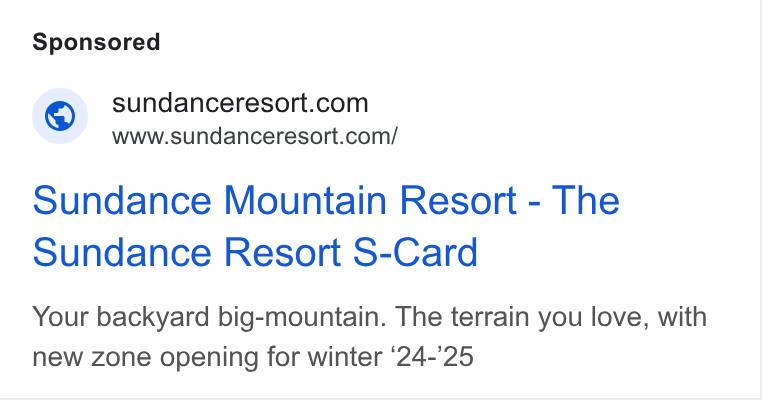 Sponsored
sundanceresort.com
www.sundanceresort.com/
Sundance Mountain Resort - The
Sundance Resort S-Card
Your backyard big-mountain. The terrain you love, with
new zone opening for winter ‘24-’25